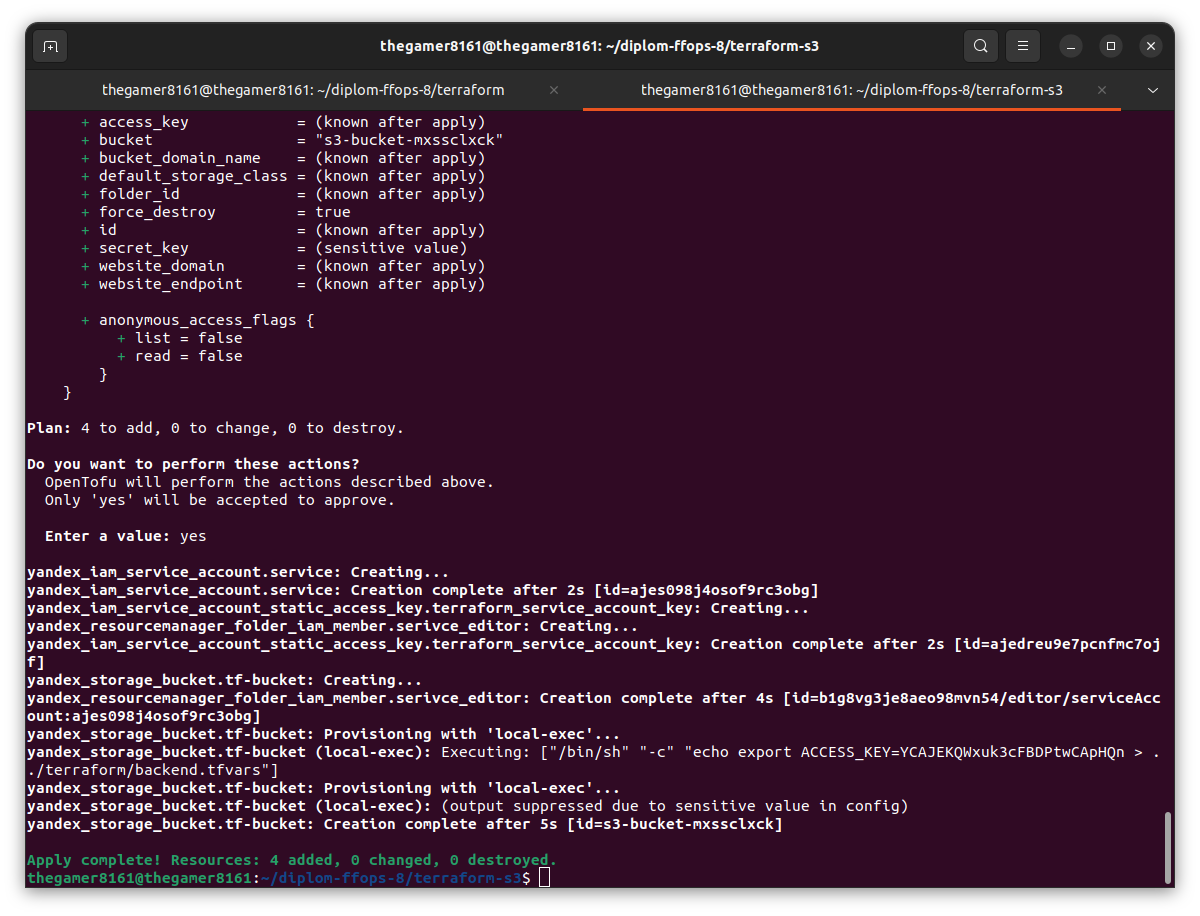 thegamer8161@thegamer8161: ~/diplom-ffops-8/terraform-s3
thegamer8161@thegamer8161: ~/diplom-ffops-8/terraform
thegamer8161@thegamer8161: ~/diplom-ffops-8/terraform-s3
+ access_key            = (known after apply)
+ bucket                = "s3-bucket-mxssclxck"
+ bucket_domain_name    = (known after apply)
+ default_storage_class = (known after apply)
+ folder_id             = (known after apply)
+ force_destroy         = true
+ id                    = (known after apply)
+ secret_key            = (sensitive value)
+ website_domain        = (known after apply)
+ website_endpoint      = (known after apply)
+ anonymous_access_flags {
+ list = false
+ read = false
}
}
Plan: 4 to add, 0 to change, 0 to destroy.
Do you want to perform these actions?
OpenTofu will perform the actions described above.
Only 'yes' will be accepted to approve.
Enter a value: yes
yandex_iam_service_account.service: Creating...
yandex_iam_service_account.service: Creation complete after 2s [id=ajes098j4osof9rc3obg]
yandex_iam_service_account_static_access_key.terraform_service_account_key: Creating...
yandex_resourcemanager_folder_iam_member.serivce_editor: Creating...
yandex_iam_service_account_static_access_key.terraform_service_account_key: Creation complete after 2s [id=ajedreu9e7pcnfmc7oj
f]
yandex_storage_bucket.tf-bucket: Creating...
yandex_resourcemanager_folder_iam_member.serivce_editor: Creation complete after 4s [id=b1g8vg3je8aeo98mvn54/editor/serviceAcc
ount:ajes098j4osof9rc3obg]
yandex_storage_bucket.tf-bucket: Provisioning with 'local-exec'...
yandex_storage_bucket.tf-bucket (local-exec): Executing: ["/bin/sh" "-c" "echo export ACCESS_KEY=YCAJEKQWxuk3cFBDPtwCApHQn > .
./terraform/backend.tfvars"]
yandex_storage_bucket.tf-bucket: Provisioning with 'local-exec'...
yandex_storage_bucket.tf-bucket (local-exec): (output suppressed due to sensitive value in config)
yandex_storage_bucket.tf-bucket: Creation complete after 5s [id=s3-bucket-mxssclxck]
Apply complete! Resources: 4 added, 0 changed, 0 destroyed.
thegamer8161@thegamer8161:~/diplom-ffops-8/terraform-s3$